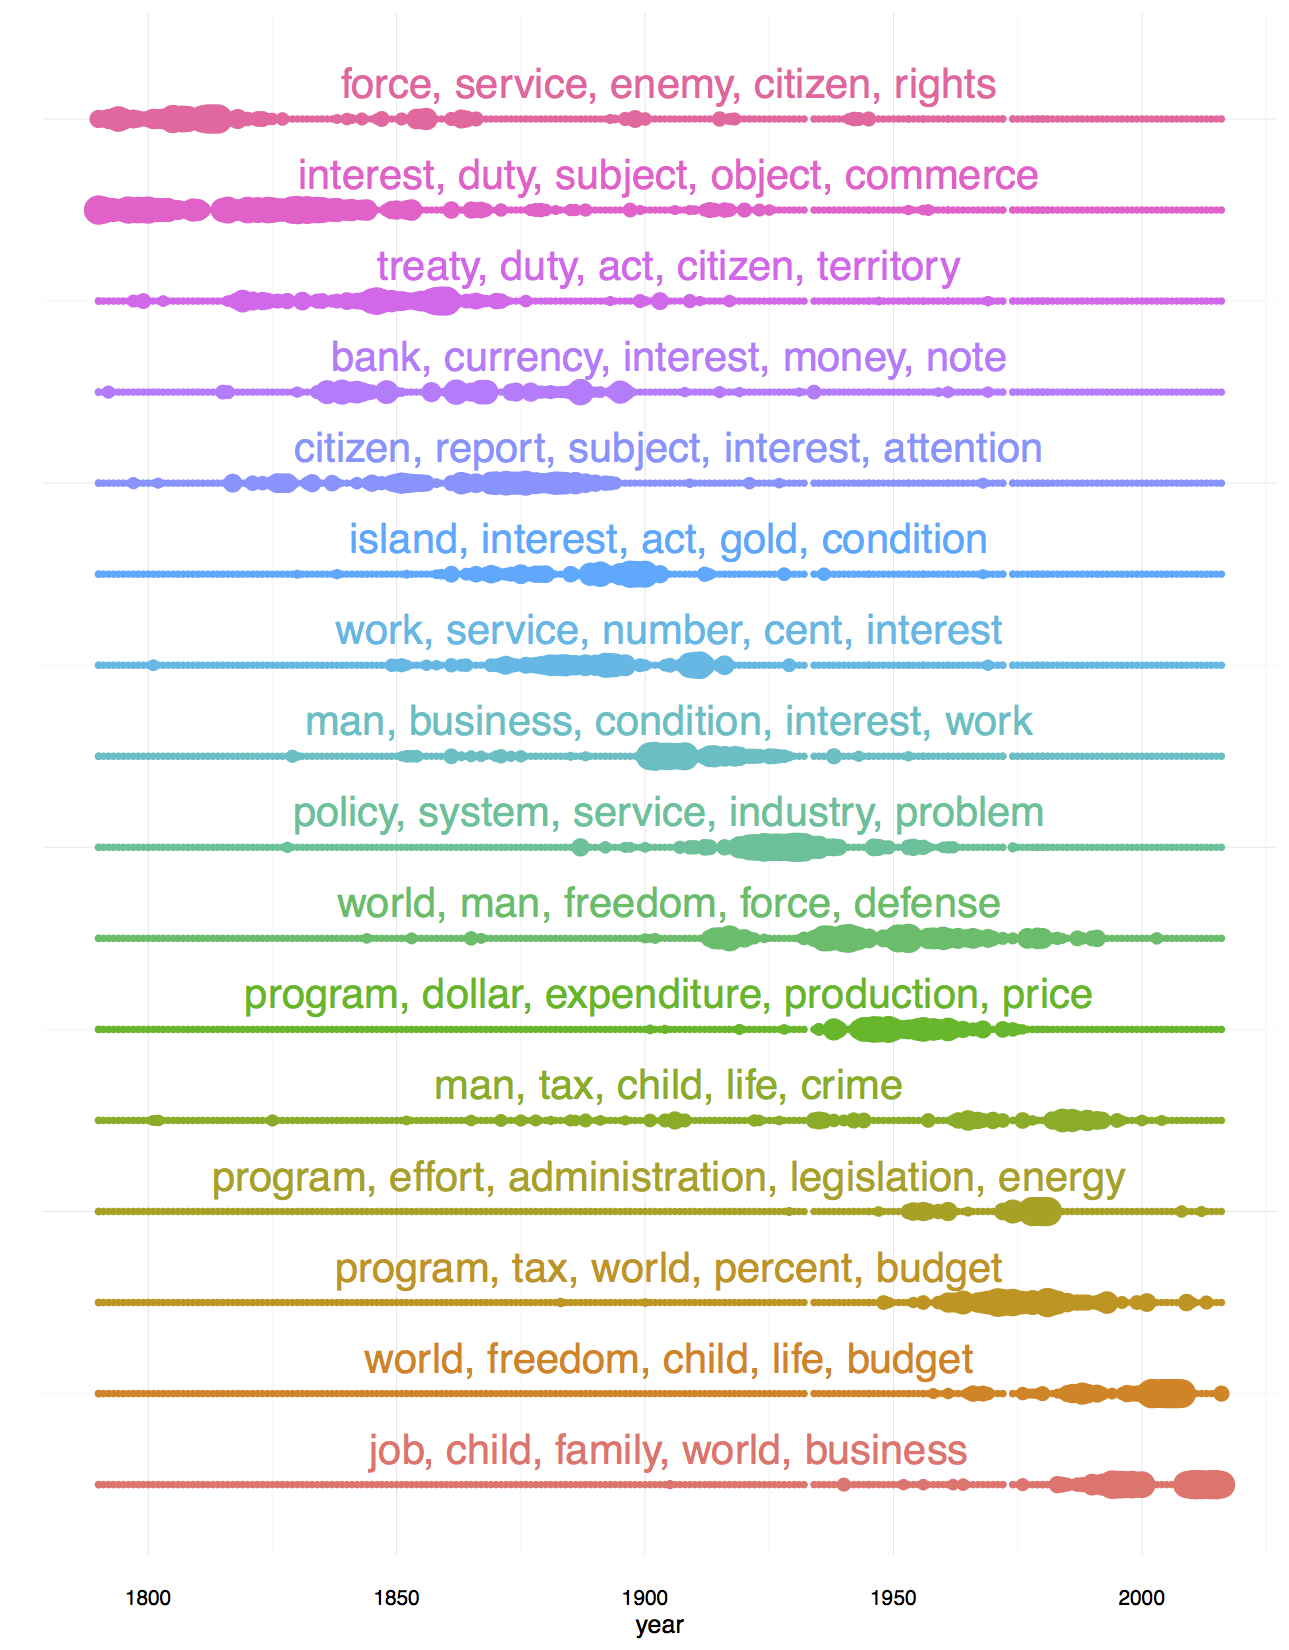 force, service, enemy, citizen, rights
interest, duty, subject, object, commerce
treaty, duty, act, citizen, territory
bank, currency, interest, money, note
citizen, report, subject, interest, attention
island, interest, act, gold, condition
work, service, number, cent, interest
man, business, condition, interest, work
policy, system, service, industry, problem
world, man, freedom, force, defense
program, dollar, expenditure, production, price
man, tax, child, life, crime
program, effort, administration, legislation, energy
program, tax, world, percent, budget
world, freedom, child, life, budget
job, child, family, world, business
1800 1850 1900 1950 2000
year